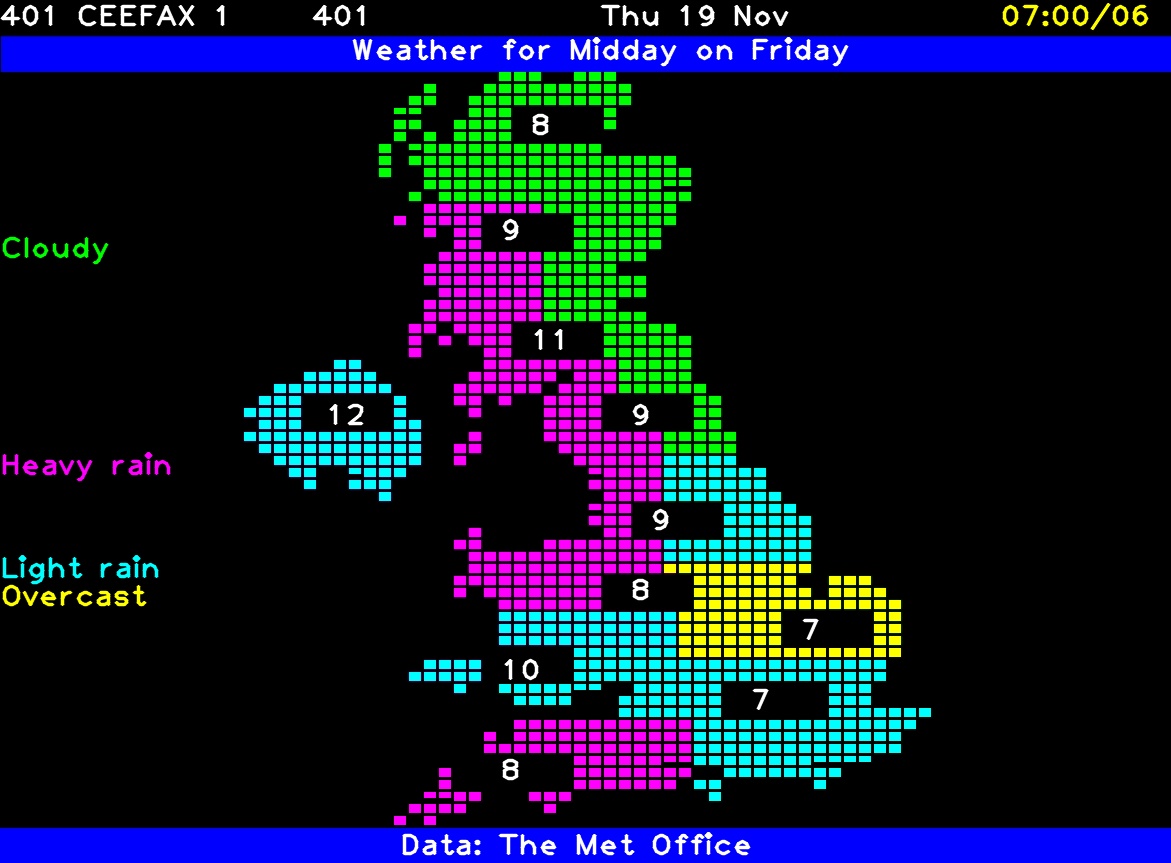 401 CEEFAX 1 401 Thu 19 Nov 07:00/06
Weather for Midday on Friday
8
9
Cloudy
11
12 9
Heavy rain
9
Light rain
8
Overcast
7
10
7
8
Data: The Met Office